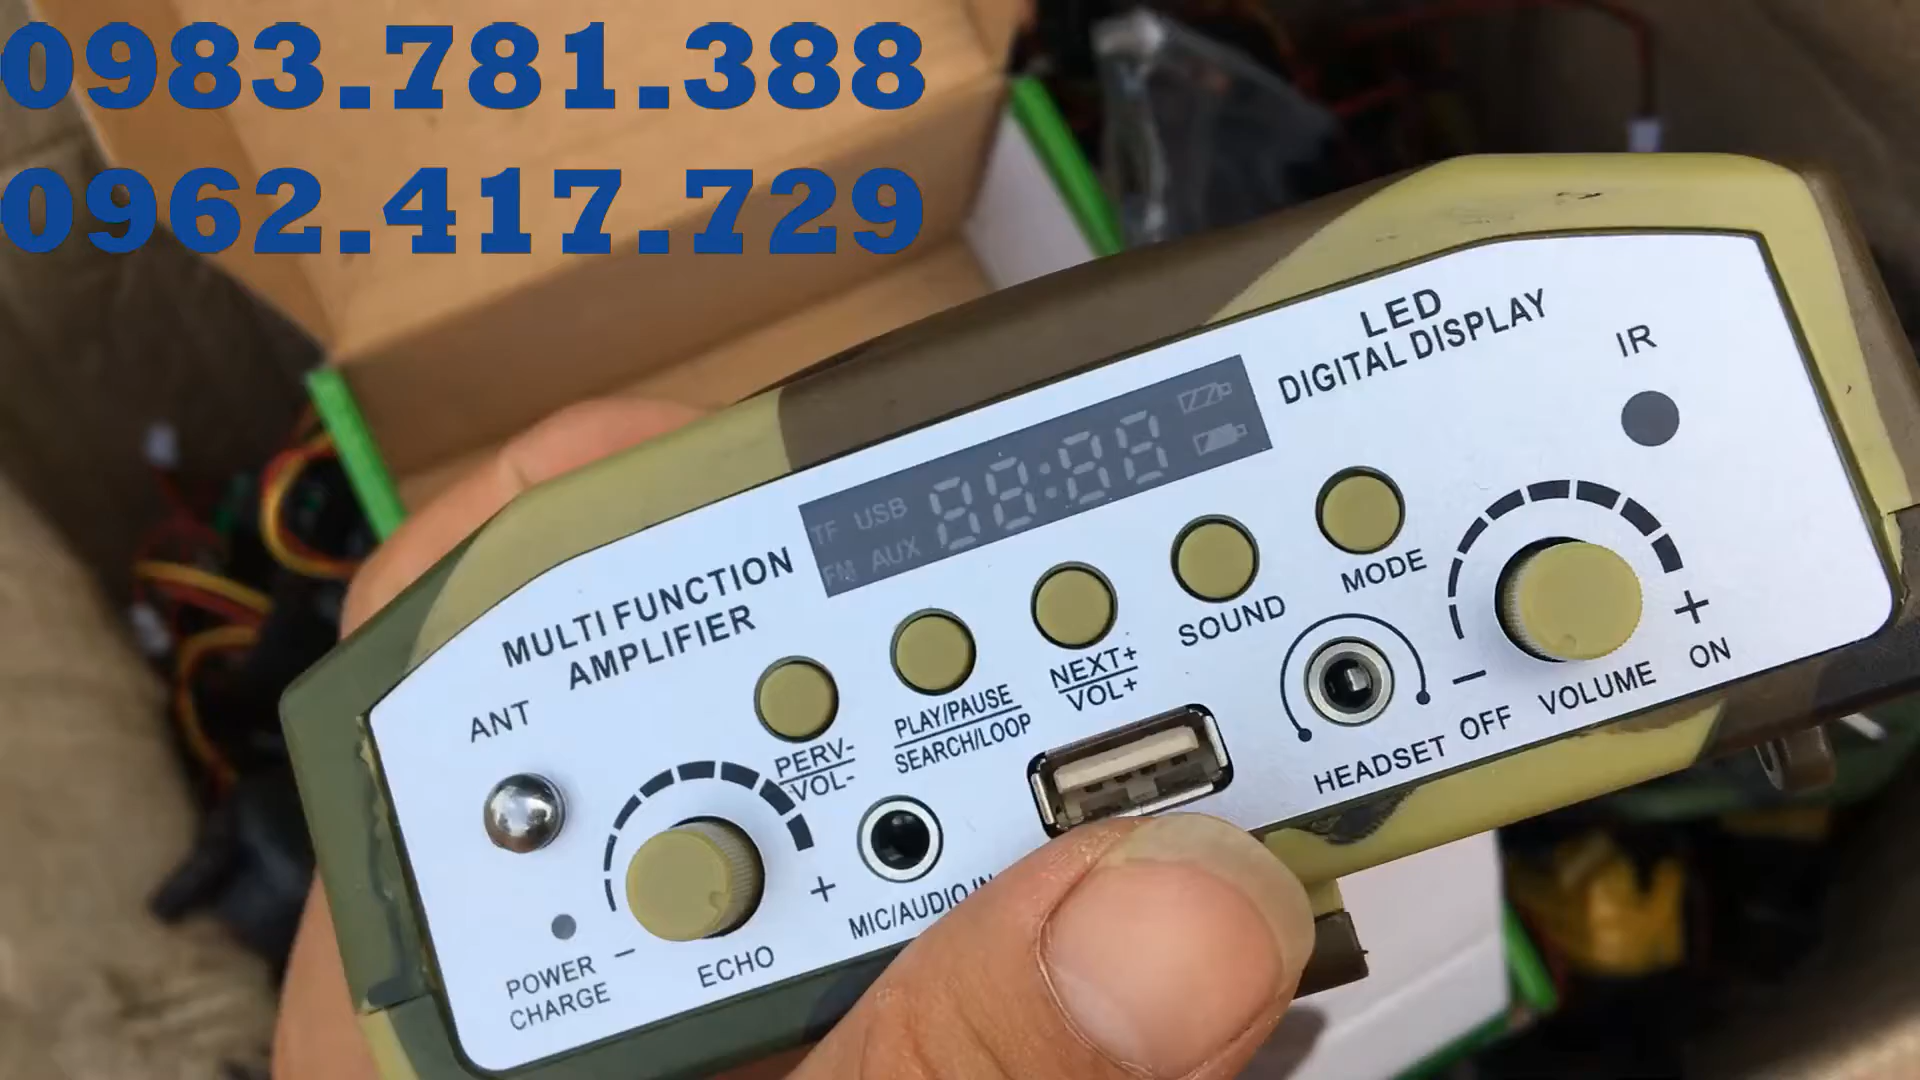 0983.781.388
0962.417.729
LED
DIGITAL DISPLAY
IR
TF USB 88:88
FM AUX
MULTI FUNCTION
AMPLIFIER
ANT
PERV-
VOL-
PLAY/PAUSE
SEARCH/LOOP
NEXT+
VOL+
SOUND
MODE
- +
OFF VOLUME ON
HEADSET
MIC/AUDIO IN
- +
ECHO
POWER
CHARGE